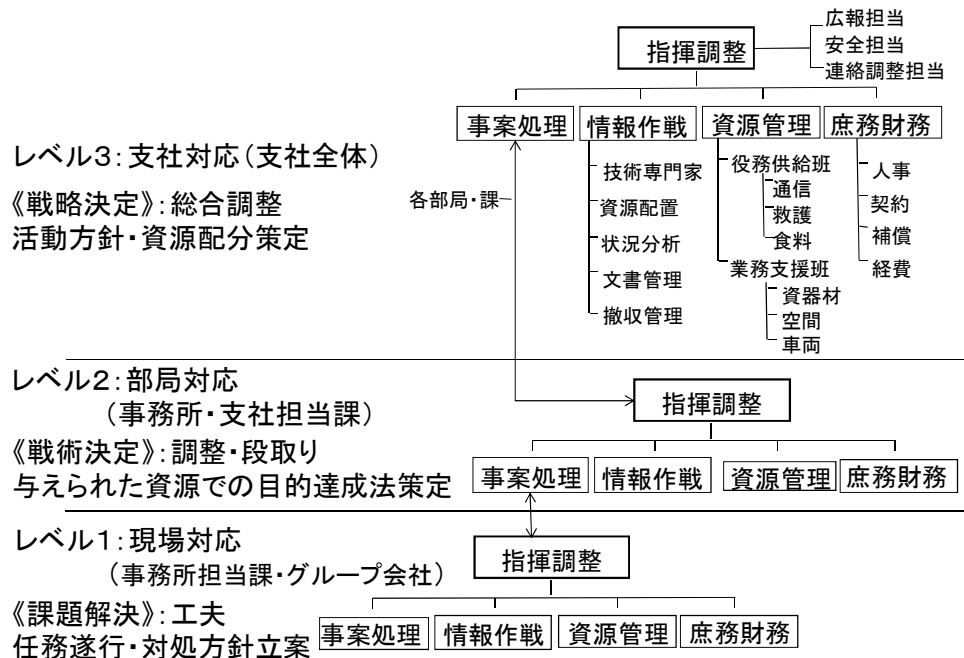 広報担当
指揮調整
安全担当
連絡調整担当
事案処理
情報作戦
資源管理
庶務財務
レベル３：支社対応（支社全体）
《戦略決定》：総合調整
活動方針・資源配分策定
各部局・課
技術専門家
資源配置
状況分析
文書管理
撤収管理
役務供給班
通信
救護
食料
業務支援班
資器材
空間
車両
人事
契約
補償
経費
レベル２：部局対応
（事務所・支社担当課）
《戦術決定》：調整・段取り
与えられた資源での目的達成法策定
指揮調整
事案処理
情報作戦
資源管理
庶務財務
レベル１：現場対応
（事務所担当課・グループ会社）
《課題解決》：工夫
任務遂行・対処方針立案
指揮調整
事案処理
情報作戦
資源管理
庶務財務